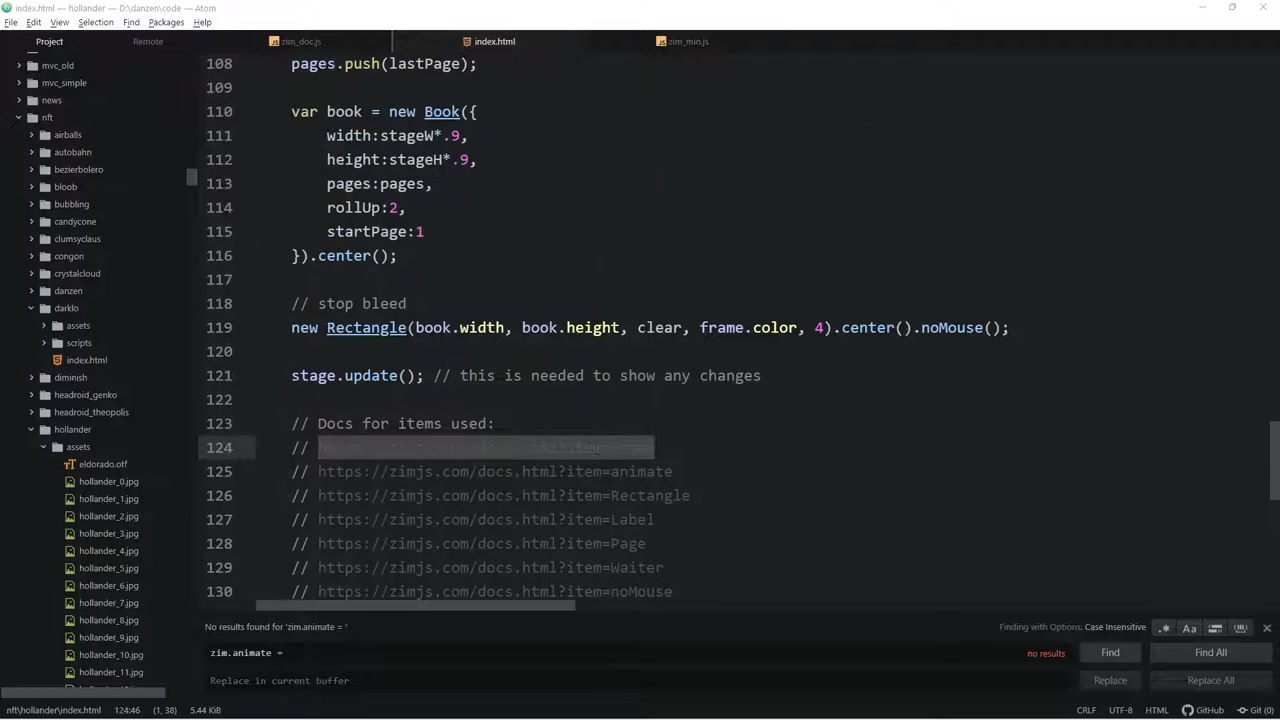 index.html — hollander — D:\danzen\code — Atom
File Edit View Selection Find Packages Help
Project Remote zim_doc.js index.html zim_min.js
mvc_old
mvc_simple
news
nft
airballs
autobahn
bezierbolero
bloob
bubbling
candycone
clumsyclaus
congon
crystalcloud
danzen
darklo
assets
scripts
index.html
diminish
headroid_genko
headroid_theopolis
hollander
assets
eldorado.otf
hollander_0.jpg
hollander_1.jpg
hollander_2.jpg
hollander_3.jpg
hollander_4.jpg
hollander_5.jpg
hollander_6.jpg
hollander_7.jpg
hollander_8.jpg
hollander_9.jpg
hollander_10.jpg
hollander_11.jpg
108 pages.push(lastPage);
109
110 var book = new Book({
111 width:stageW*.9,
112 height:stageH*.9,
113 pages:pages,
114 rollUp:2,
115 startPage:1
116 }).center();
117
118 // stop bleed
119 new Rectangle(book.width, book.height, clear, frame.color, 4).center().noMouse();
120
121 stage.update(); // this is needed to show any changes
122
123 // Docs for items used:
124 //
125 // https://zimjs.com/docs.html?item=animate
126 // https://zimjs.com/docs.html?item=Rectangle
127 // https://zimjs.com/docs.html?item=Label
128 // https://zimjs.com/docs.html?item=Page
129 // https://zimjs.com/docs.html?item=Waiter
130 // https://zimjs.com/docs.html?item=noMouse
No results found for 'zim.animate = '
Finding with Options: Case Insensitive
.* Aa
zim.animate =
no results
Find Find All
Replace in current buffer
Replace Replace All
nft\hollander\index.html 124:46 (1, 38) 5.44 KiB
CRLF UTF-8 HTML GitHub Git (0)